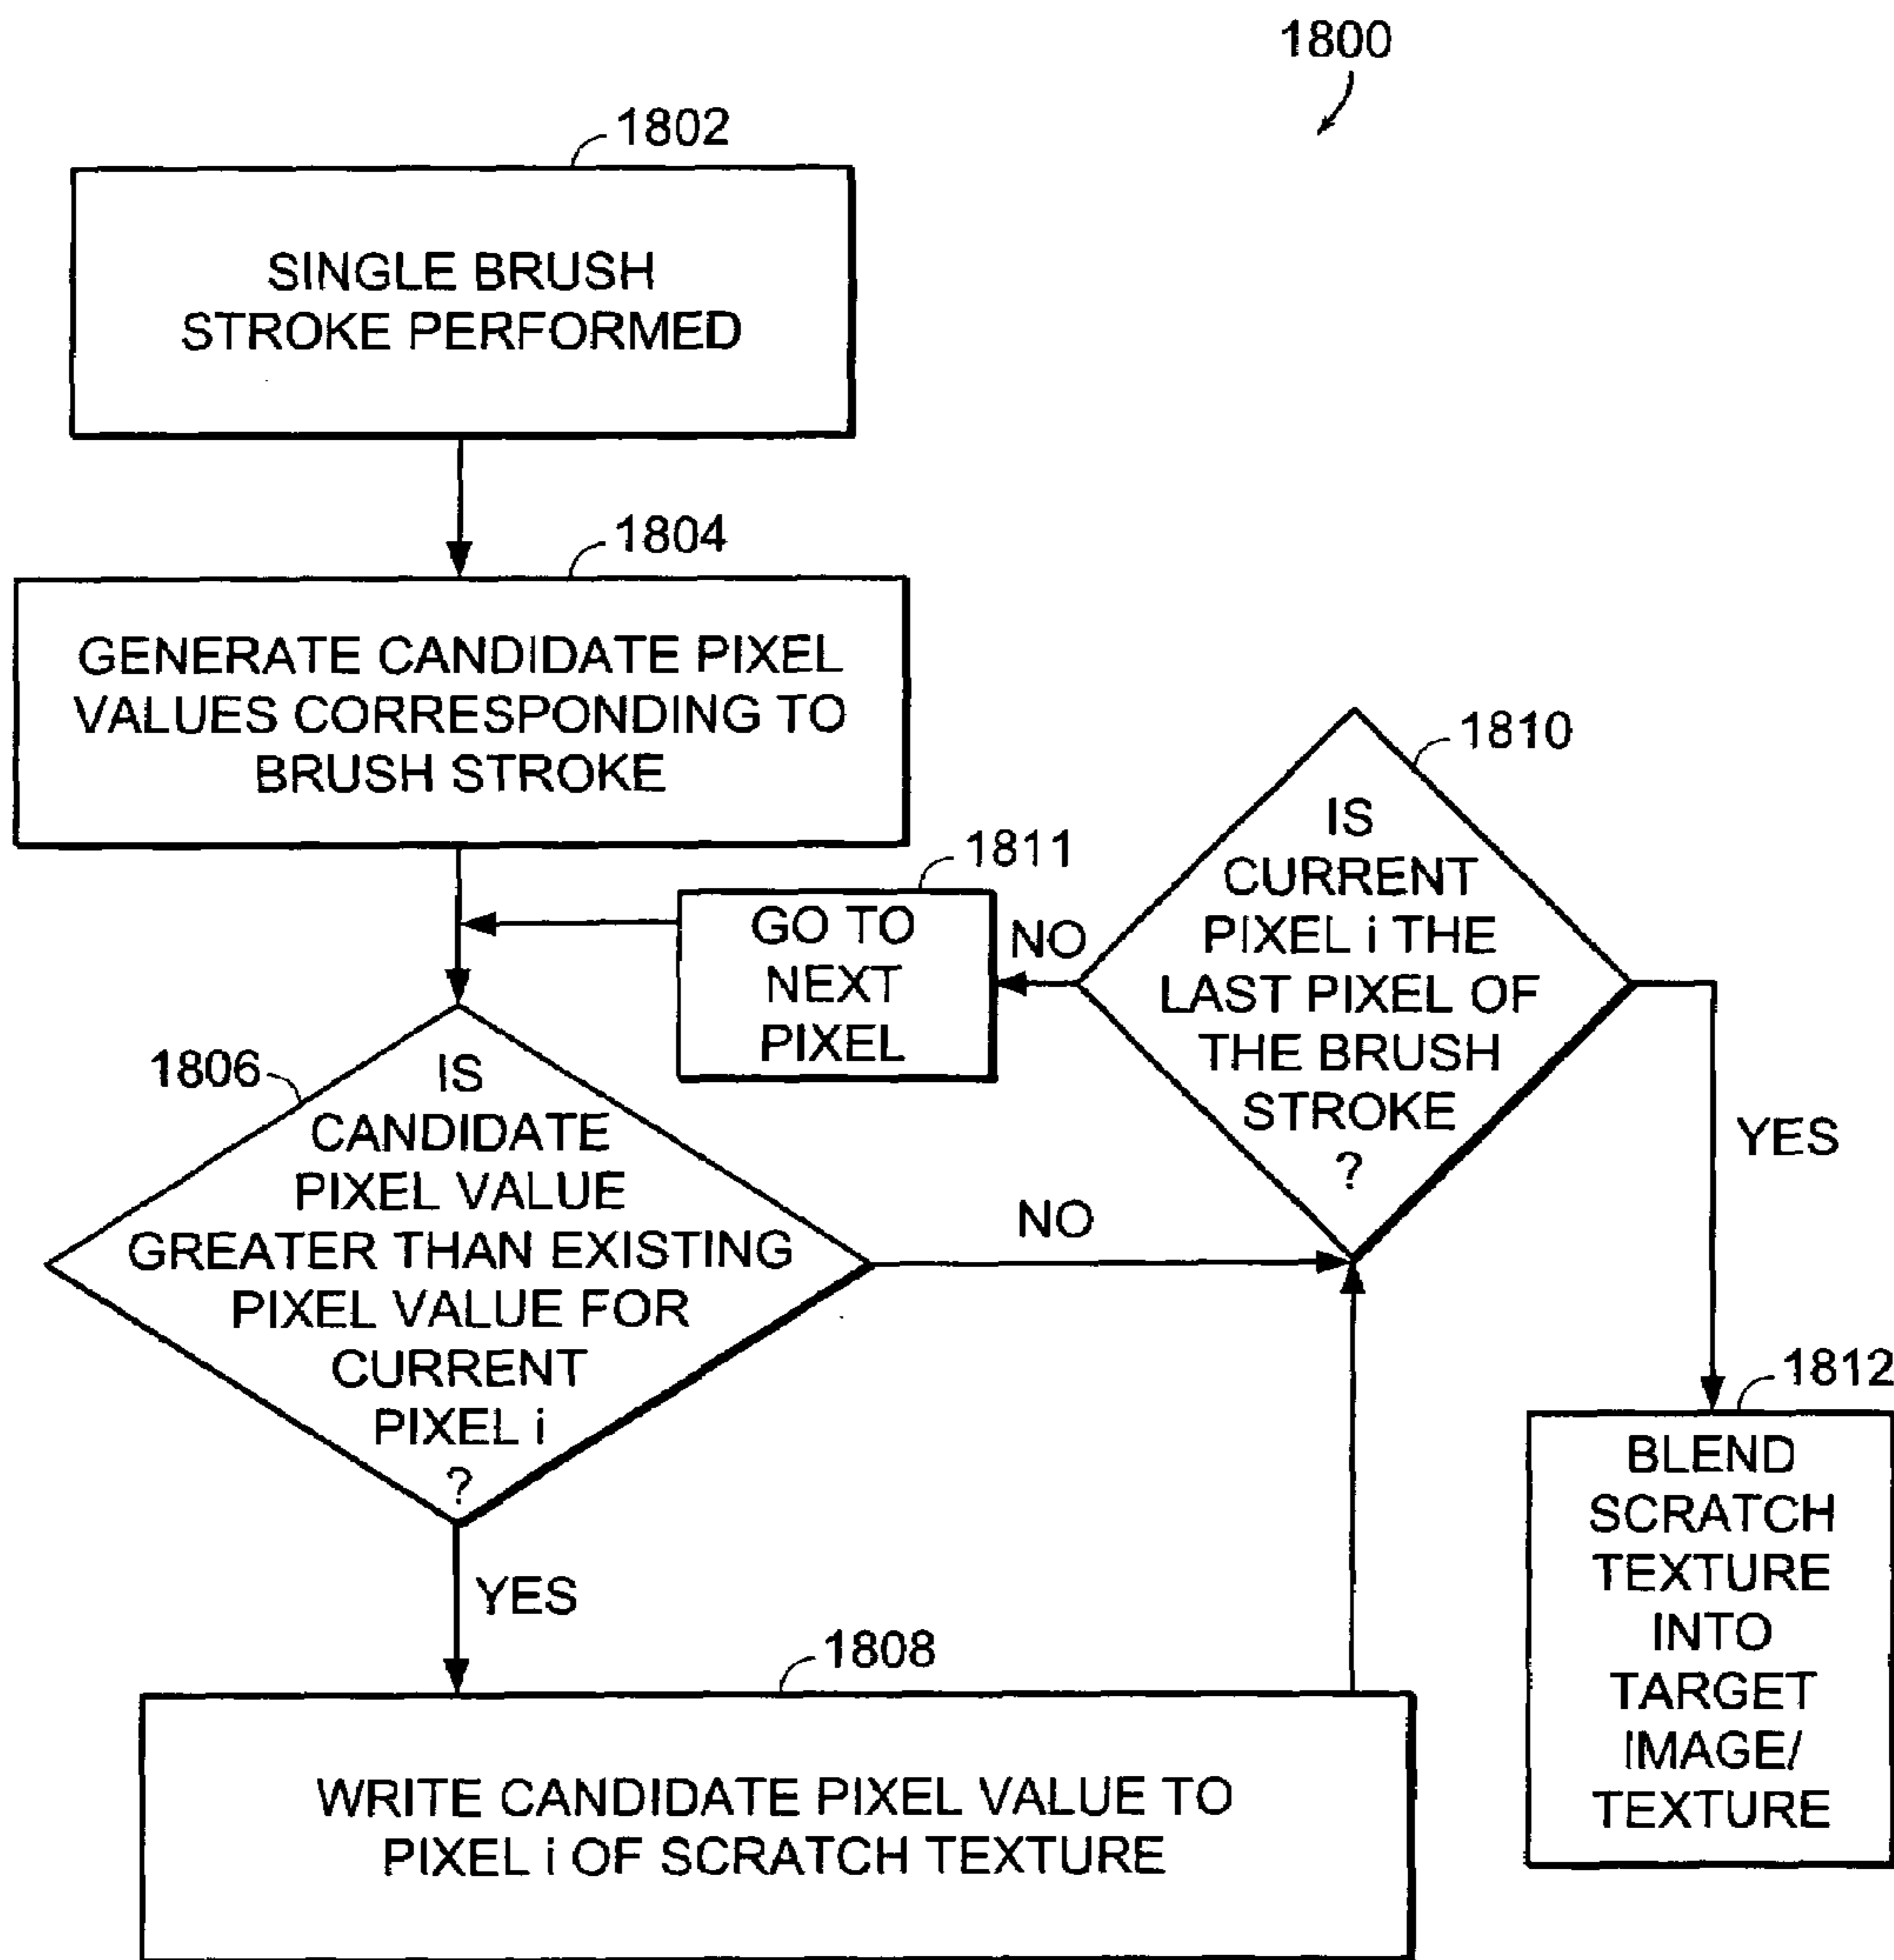 1800
1802
SINGLE BRUSH
STROKE PERFORMED
1804
GENERATE CANDIDATE PIXEL
VALUES CORRESPONDING TO
BRUSH STROKE
1806
IS
CANDIDATE
PIXEL VALUE
GREATER THAN EXISTING
PIXEL VALUE FOR
CURRENT
PIXEL i
?
NO
YES
1808
WRITE CANDIDATE PIXEL VALUE TO
PIXEL i OF SCRATCH TEXTURE
1810
IS
CURRENT
PIXEL i THE
LAST PIXEL OF
THE BRUSH
STROKE
?
NO
1811
GO TO
NEXT
PIXEL
YES
1812
BLEND
SCRATCH
TEXTURE
INTO
TARGET
IMAGE/
TEXTURE